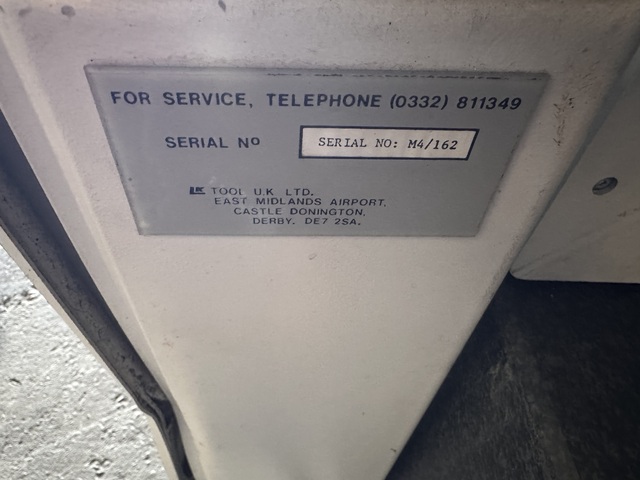 FOR SERVICE, TELEPHONE (0332) 811349
SERIAL Nº
SERIAL NO: M4/162
LK TOOL U.K LTD.
EAST MIDLANDS AIRPORT,
CASTLE DONINGTON,
DERBY. DE7 2SA.